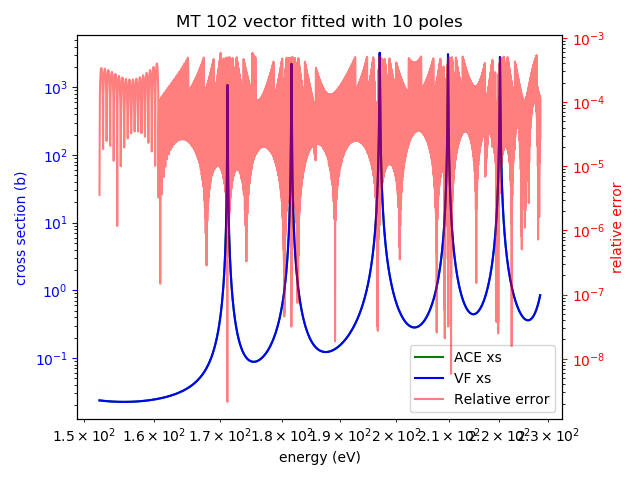 MT 102 vector fitted with 10 poles
cross section (b)
10³
10²
10¹
10⁰
10⁻¹
10⁻³
10⁻⁴
10⁻⁵
10⁻⁶
10⁻⁷
10⁻⁸
relative error
ACE xs
VF xs
Relative error
1.5 × 10² 1.6 × 10² 1.7 × 10² 1.8 × 10² 1.9 × 10² 2 × 10² 2.1 × 10² 2.2 × 10² 2.3 × 10²
energy (eV)